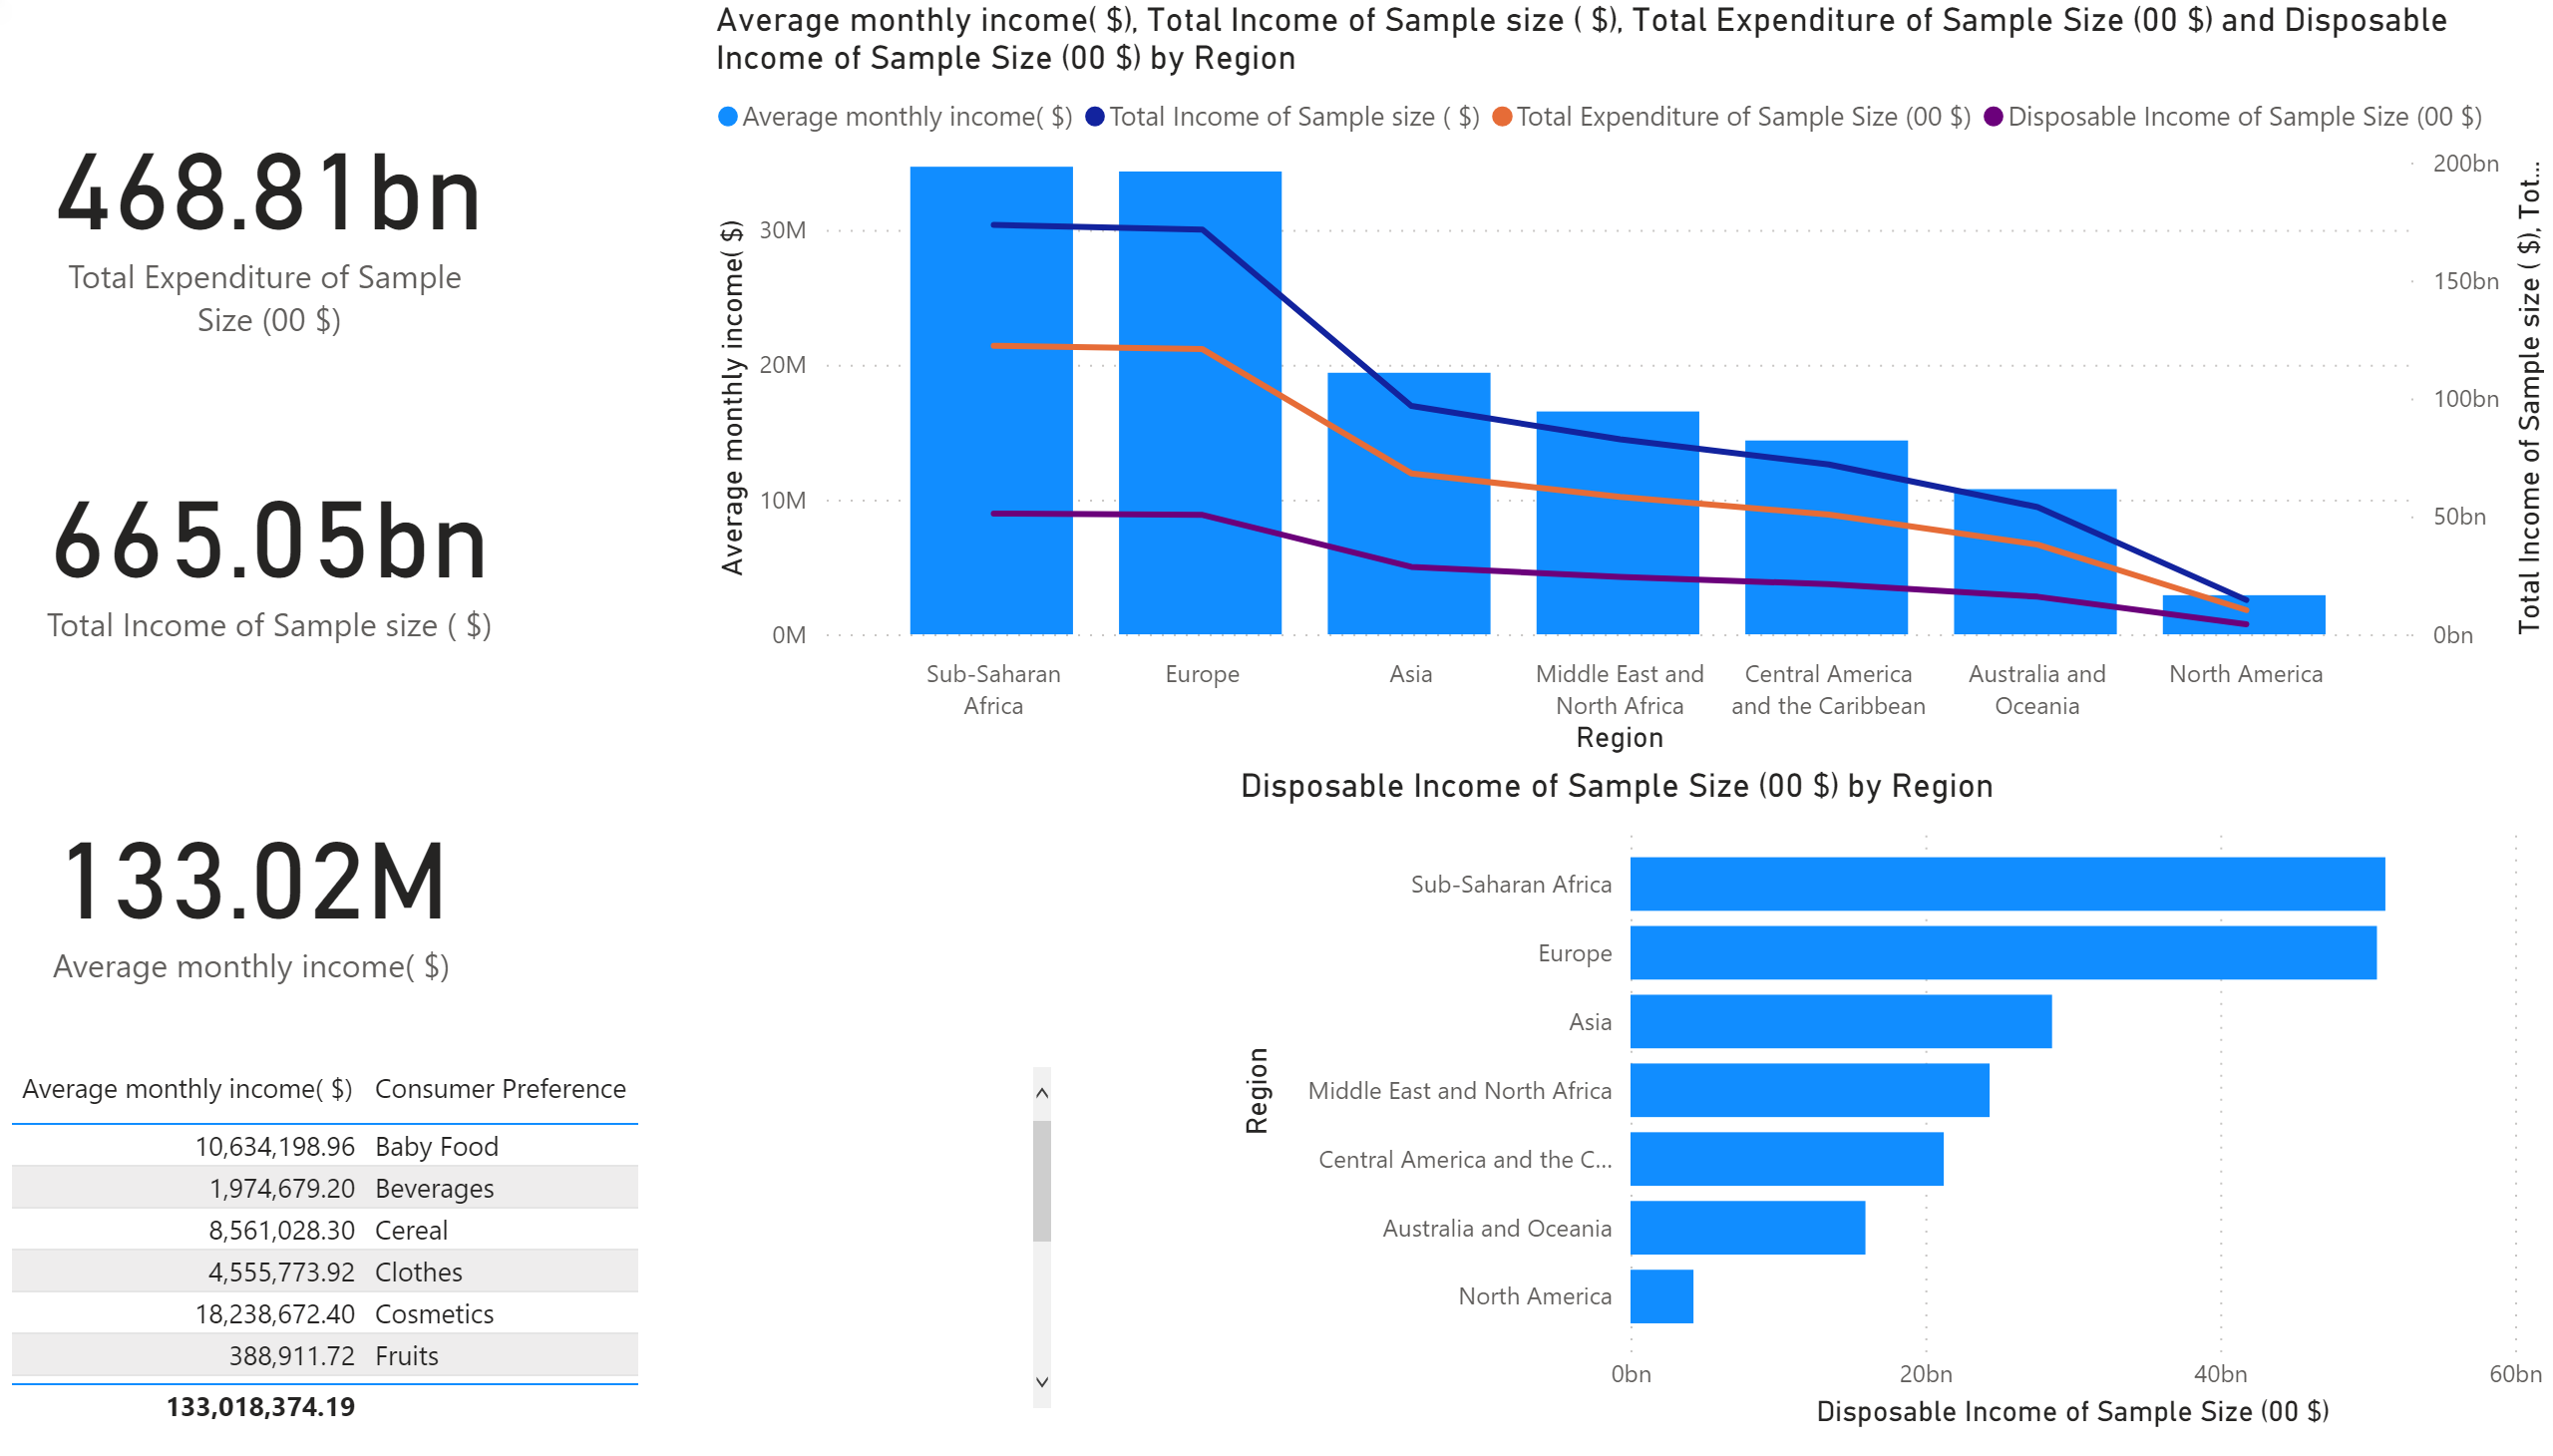 468.81bn
Total Expenditure of Sample
Size (00 $)
665.05bn
Total Income of Sample size ( $)
133.02M
Average monthly income( $)
Average monthly income( $) Consumer Preference
10,634,198.96 Baby Food
1,974,679.20 Beverages
8,561,028.30 Cereal
4,555,773.92 Clothes
18,238,672.40 Cosmetics
388,911.72 Fruits
133,018,374.19
Average monthly income( $), Total Income of Sample size ( $), Total Expenditure of Sample Size (00 $) and Disposable
Income of Sample Size (00 $) by Region
Average monthly income( $) Total Income of Sample size ( $) Total Expenditure of Sample Size (00 $) Disposable Income of Sample Size (00 $)
Average monthly income( $)
30M
20M
10M
0M
200bn
150bn
100bn
50bn
0bn
Total Income of Sample size ( $), Tot...
Sub-Saharan
Africa
Europe
Asia
Middle East and
North Africa
Central America
and the Caribbean
Australia and
Oceania
North America
Region
Disposable Income of Sample Size (00 $) by Region
Region
Sub-Saharan Africa
Europe
Asia
Middle East and North Africa
Central America and the C...
Australia and Oceania
North America
0bn 20bn 40bn 60bn
Disposable Income of Sample Size (00 $)